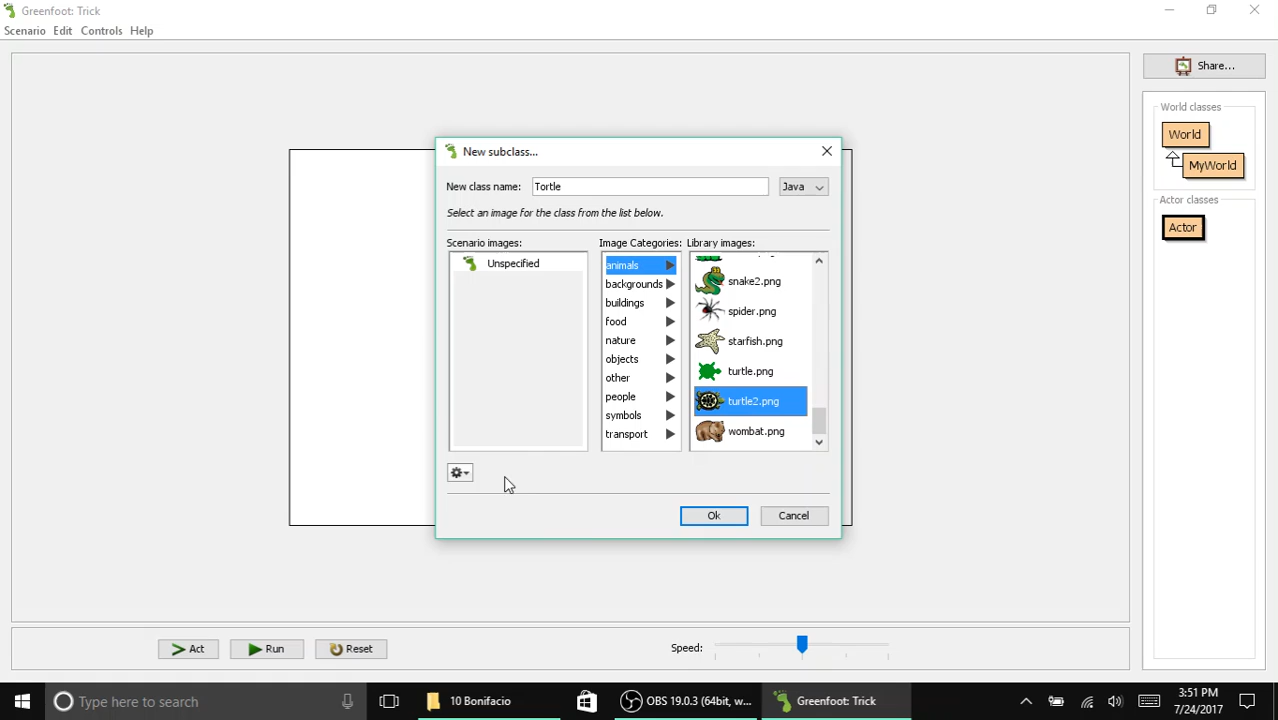 Greenfoot: Trick
Scenario Edit Controls Help
Share...
World classes
World
MyWorld
Actor classes
Actor
New subclass...
New class name: Tortle Java
Select an image for the class from the list below.
Scenario images: Image Categories: Library images:
Unspecified
animals
backgrounds
buildings
food
nature
objects
other
people
symbols
transport
snake2.png
spider.png
starfish.png
turtle.png
turtle2.png
wombat.png
Ok Cancel
Act Run Reset Speed:
Type here to search 10 Bonifacio OBS 19.0.3 (64bit, w... Greenfoot: Trick
3:51 PM
7/24/2017